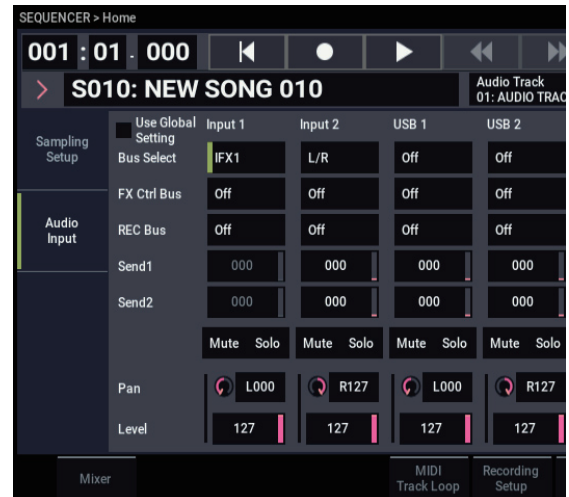 SEQUENCER > Home
001 : 01 . 000
> S010: NEW SONG 010
Audio Track
01: AUDIO TRAC
Sampling
Setup
Audio
Input
Use Global
Setting
Input 1 Input 2 USB 1 USB 2
Bus Select IFX1 L/R Off Off
FX Ctrl Bus Off Off Off Off
REC Bus Off Off Off Off
Send1 000 000 000 000
Send2 000 000 000 000
Mute Solo Mute Solo Mute Solo Mute Solo
Pan L000 R127 L000 R127
Level 127 127 127 127
Mixer
MIDI
Track Loop
Recording
Setup